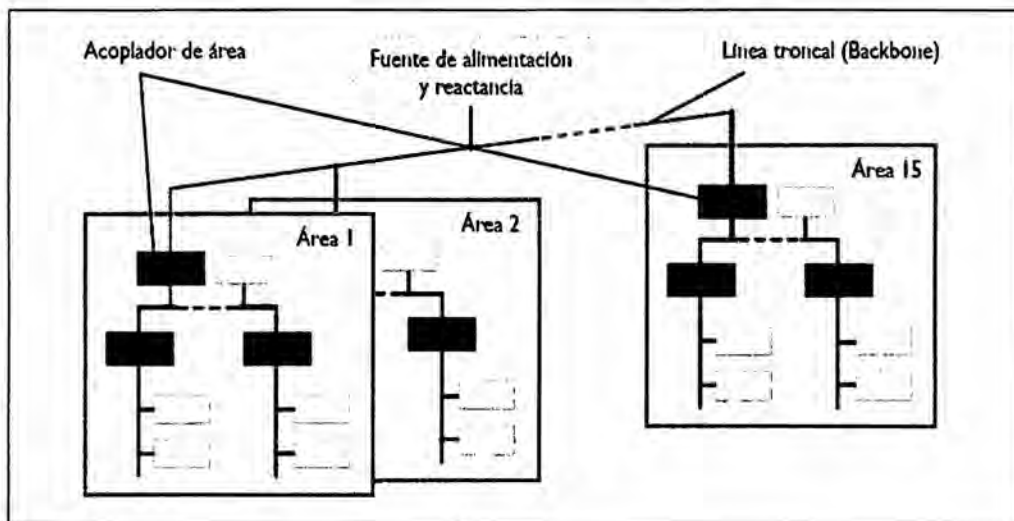 Acoplador de área
Fuente de alimentación
y reactancia
Línea troncal (Backbone)
Área 1
Área 2
Área 15